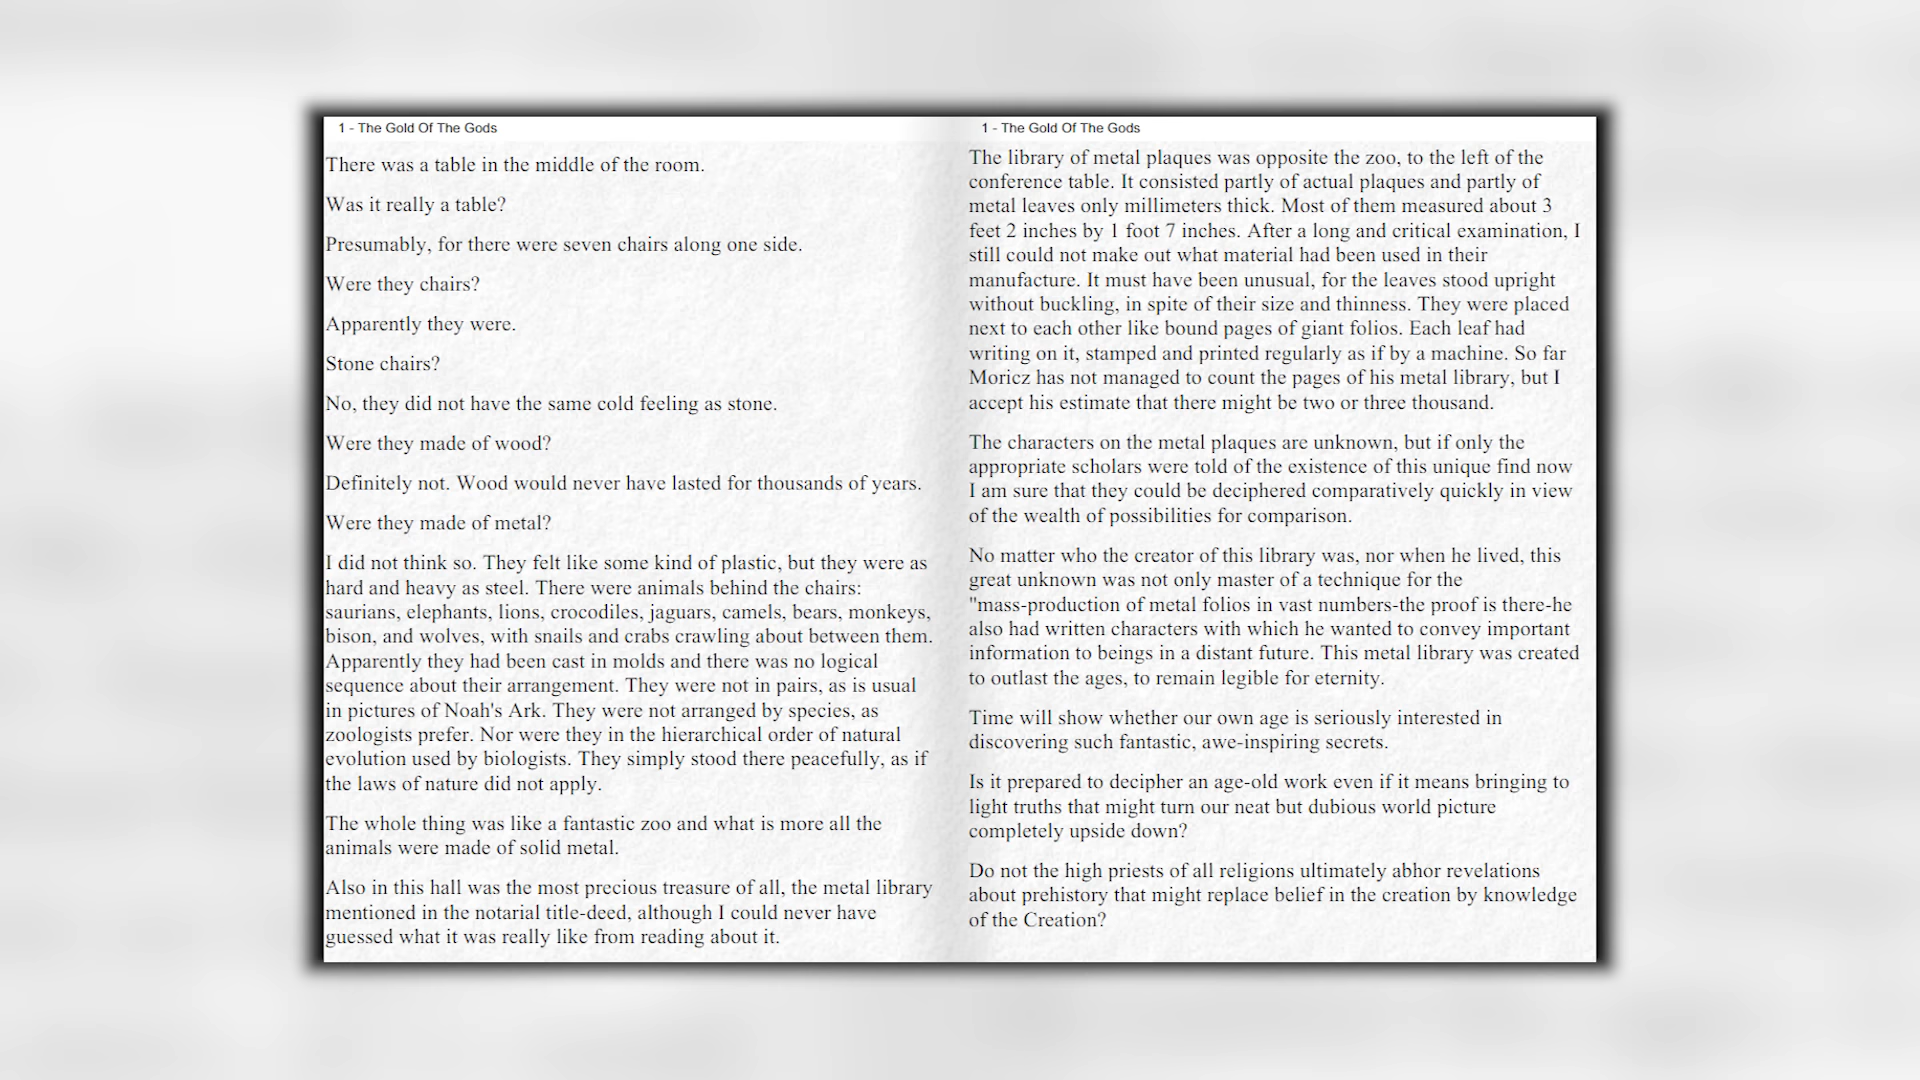 1 - The Gold Of The Gods
There was a table in the middle of the room.
Was it really a table?
Presumably, for there were seven chairs along one side.
Were they chairs?
Apparently they were.
Stone chairs?
No, they did not have the same cold feeling as stone.
Were they made of wood?
Definitely not. Wood would never have lasted for thousands of years.
Were they made of metal?
I did not think so. They felt like some kind of plastic, but they were as
hard and heavy as steel. There were animals behind the chairs:
saurians, elephants, lions, crocodiles, jaguars, camels, bears, monkeys,
bison, and wolves, with snails and crabs crawling about between them.
Apparently they had been cast in molds and there was no logical
sequence about their arrangement. They were not in pairs, as is usual
in pictures of Noah's Ark. They were not arranged by species, as
zoologists prefer. Nor were they in the hierarchical order of natural
evolution used by biologists. They simply stood there peacefully, as if
the laws of nature did not apply.
The whole thing was like a fantastic zoo and what is more all the
animals were made of solid metal.
Also in this hall was the most precious treasure of all, the metal library
mentioned in the notarial title-deed, although I could never have
guessed what it was really like from reading about it.
1 - The Gold Of The Gods
The library of metal plaques was opposite the zoo, to the left of the
conference table. It consisted partly of actual plaques and partly of
metal leaves only millimeters thick. Most of them measured about 3
feet 2 inches by 1 foot 7 inches. After a long and critical examination, I
still could not make out what material had been used in their
manufacture. It must have been unusual, for the leaves stood upright
without buckling, in spite of their size and thinness. They were placed
next to each other like bound pages of giant folios. Each leaf had
writing on it, stamped and printed regularly as if by a machine. So far
Moricz has not managed to count the pages of his metal library, but I
accept his estimate that there might be two or three thousand.
The characters on the metal plaques are unknown, but if only the
appropriate scholars were told of the existence of this unique find now
I am sure that they could be deciphered comparatively quickly in view
of the wealth of possibilities for comparison.
No matter who the creator of this library was, nor when he lived, this
great unknown was not only master of a technique for the
"mass-production of metal folios in vast numbers-the proof is there-he
also had written characters with which he wanted to convey important
information to beings in a distant future. This metal library was created
to outlast the ages, to remain legible for eternity.
Time will show whether our own age is seriously interested in
discovering such fantastic, awe-inspiring secrets.
Is it prepared to decipher an age-old work even if it means bringing to
light truths that might turn our neat but dubious world picture
completely upside down?
Do not the high priests of all religions ultimately abhor revelations
about prehistory that might replace belief in the creation by knowledge
of the Creation?